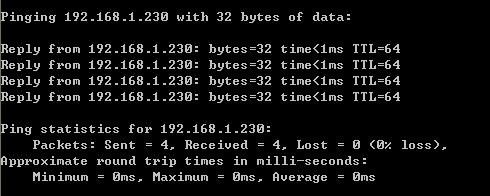 Pinging 192.168.1.230 with 32 bytes of data:
Reply from 192.168.1.230: bytes=32 time<1ms TTL=64
Reply from 192.168.1.230: bytes=32 time<1ms TTL=64
Reply from 192.168.1.230: bytes=32 time<1ms TTL=64
Reply from 192.168.1.230: bytes=32 time<1ms TTL=64
Ping statistics for 192.168.1.230:
Packets: Sent = 4, Received = 4, Lost = 0 (0% loss),
Approximate round trip times in milli-seconds:
Minimum = 0ms, Maximum = 0ms, Average = 0ms